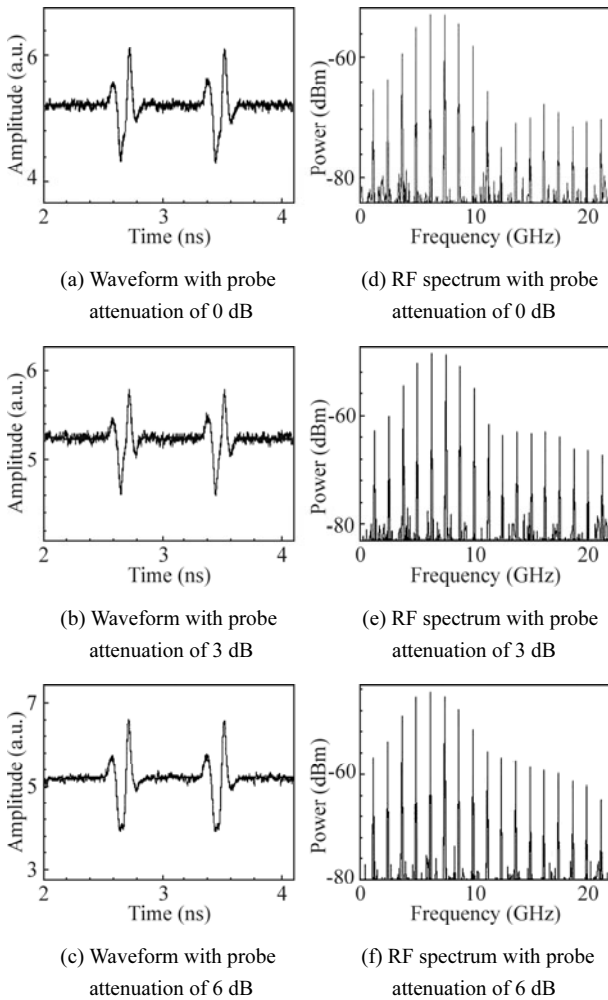 6
4
Amplitude (a.u.)
2 3 4
Time (ns)
(a) Waveform with probe
attenuation of 0 dB
-60
-80
Power (dBm)
0 10 20
Frequency (GHz)
(d) RF spectrum with probe
attenuation of 0 dB
6
5
Amplitude (a.u.)
2 3 4
Time (ns)
(b) Waveform with probe
attenuation of 3 dB
-60
-80
Power (dBm)
0 10 20
Frequency (GHz)
(e) RF spectrum with probe
attenuation of 3 dB
7
5
3
Amplitude (a.u.)
2 3 4
Time (ns)
(c) Waveform with probe
attenuation of 6 dB
-60
-80
Power (dBm)
0 10 20
Frequency (GHz)
(f) RF spectrum with probe
attenuation of 6 dB